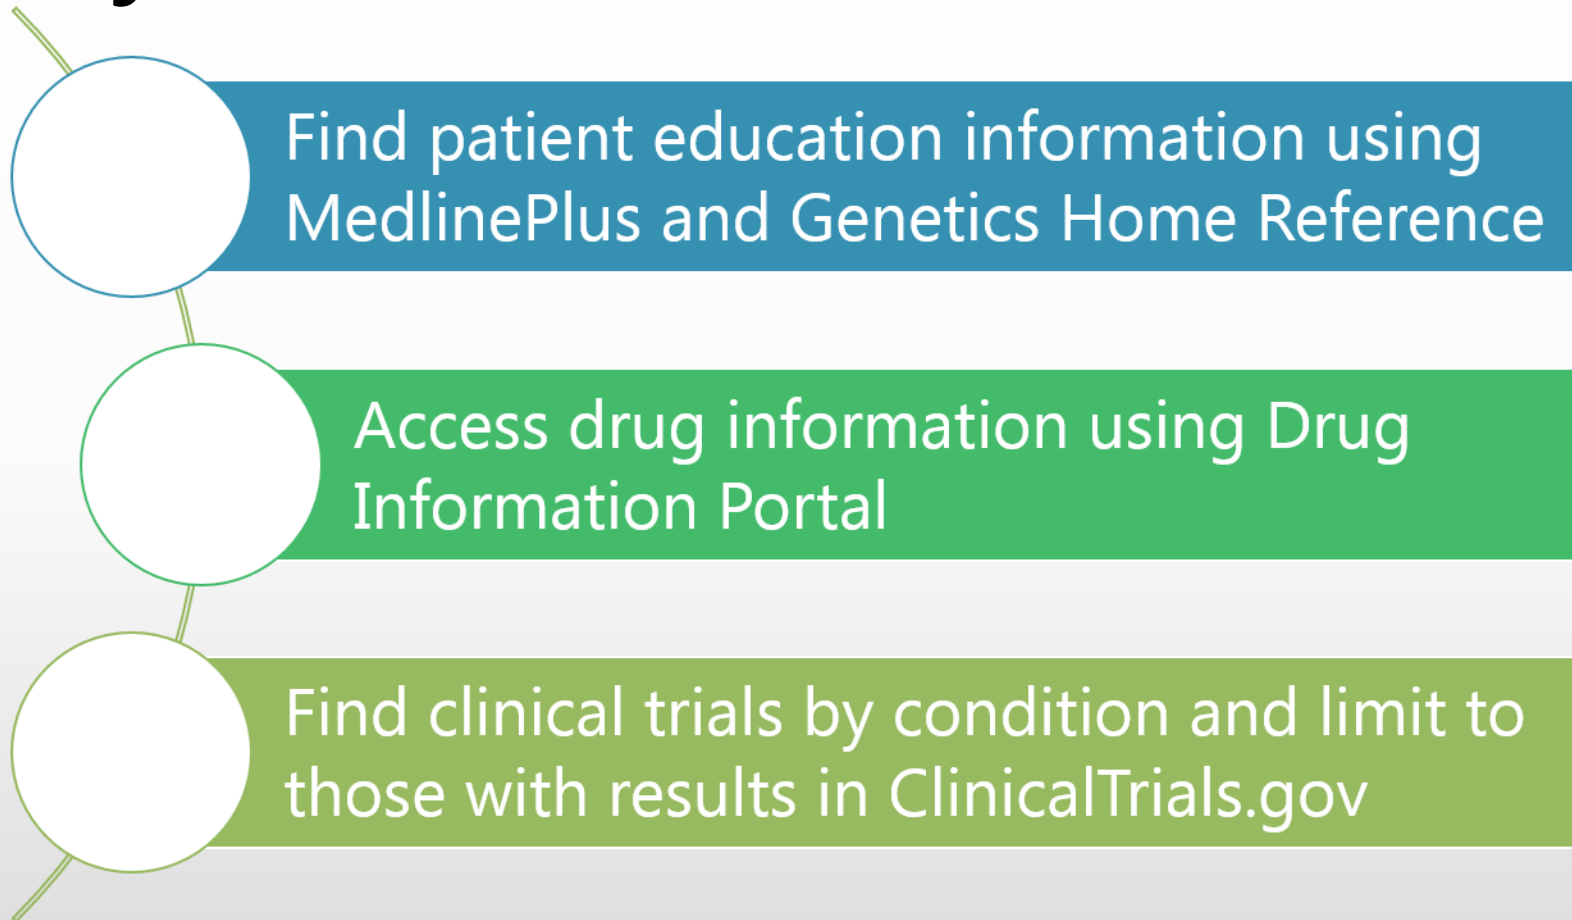 Find patient education information using
MedlinePlus and Genetics Home Reference
Access drug information using Drug
Information Portal
Find clinical trials by condition and limit to
those with results in ClinicalTrials.gov